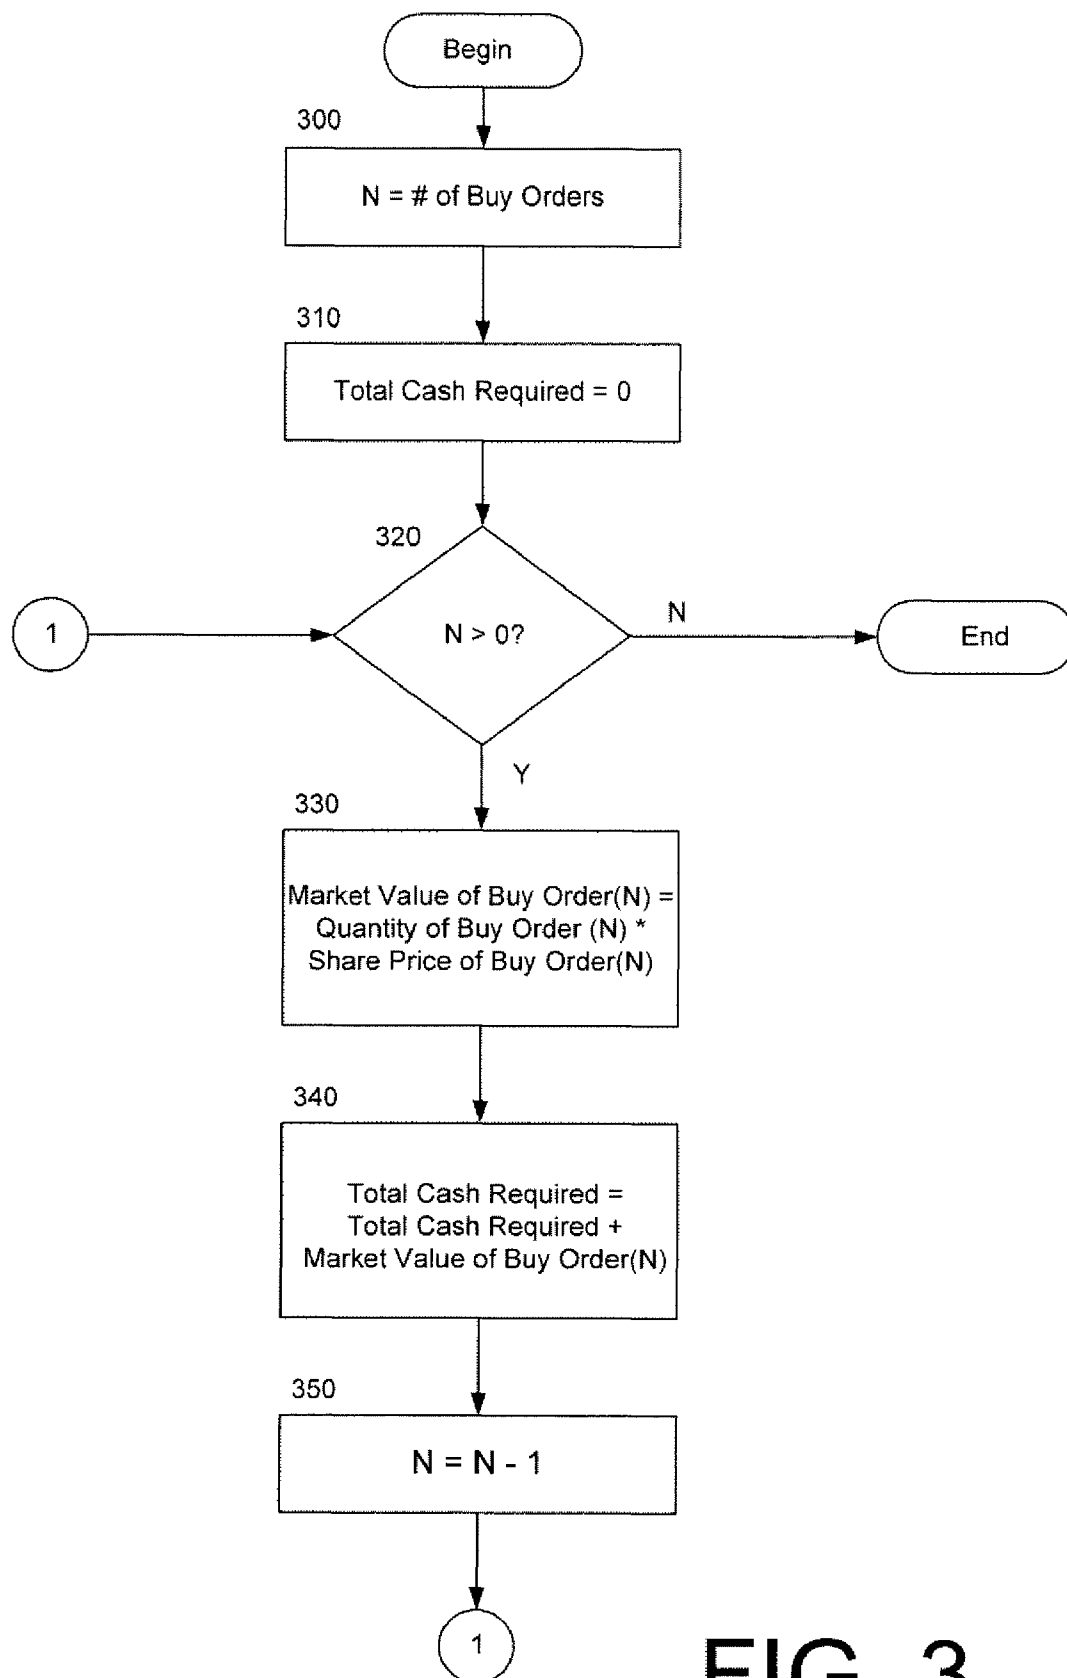 Begin
300
N = # of Buy Orders
310
Total Cash Required = 0
320
1
N > 0?
N
End
Y
330
Market Value of Buy Order(N) =
Quantity of Buy Order (N) *
Share Price of Buy Order(N)
340
Total Cash Required =
Total Cash Required +
Market Value of Buy Order(N)
350
N = N - 1
1
FIG. 3